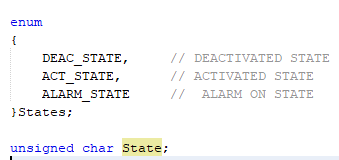 enum
{
DEAC_STATE, // DEACTIVATED STATE
ACT_STATE, // ACTIVATED STATE
ALARM_STATE // ALARM ON STATE
}States;
unsigned char State;